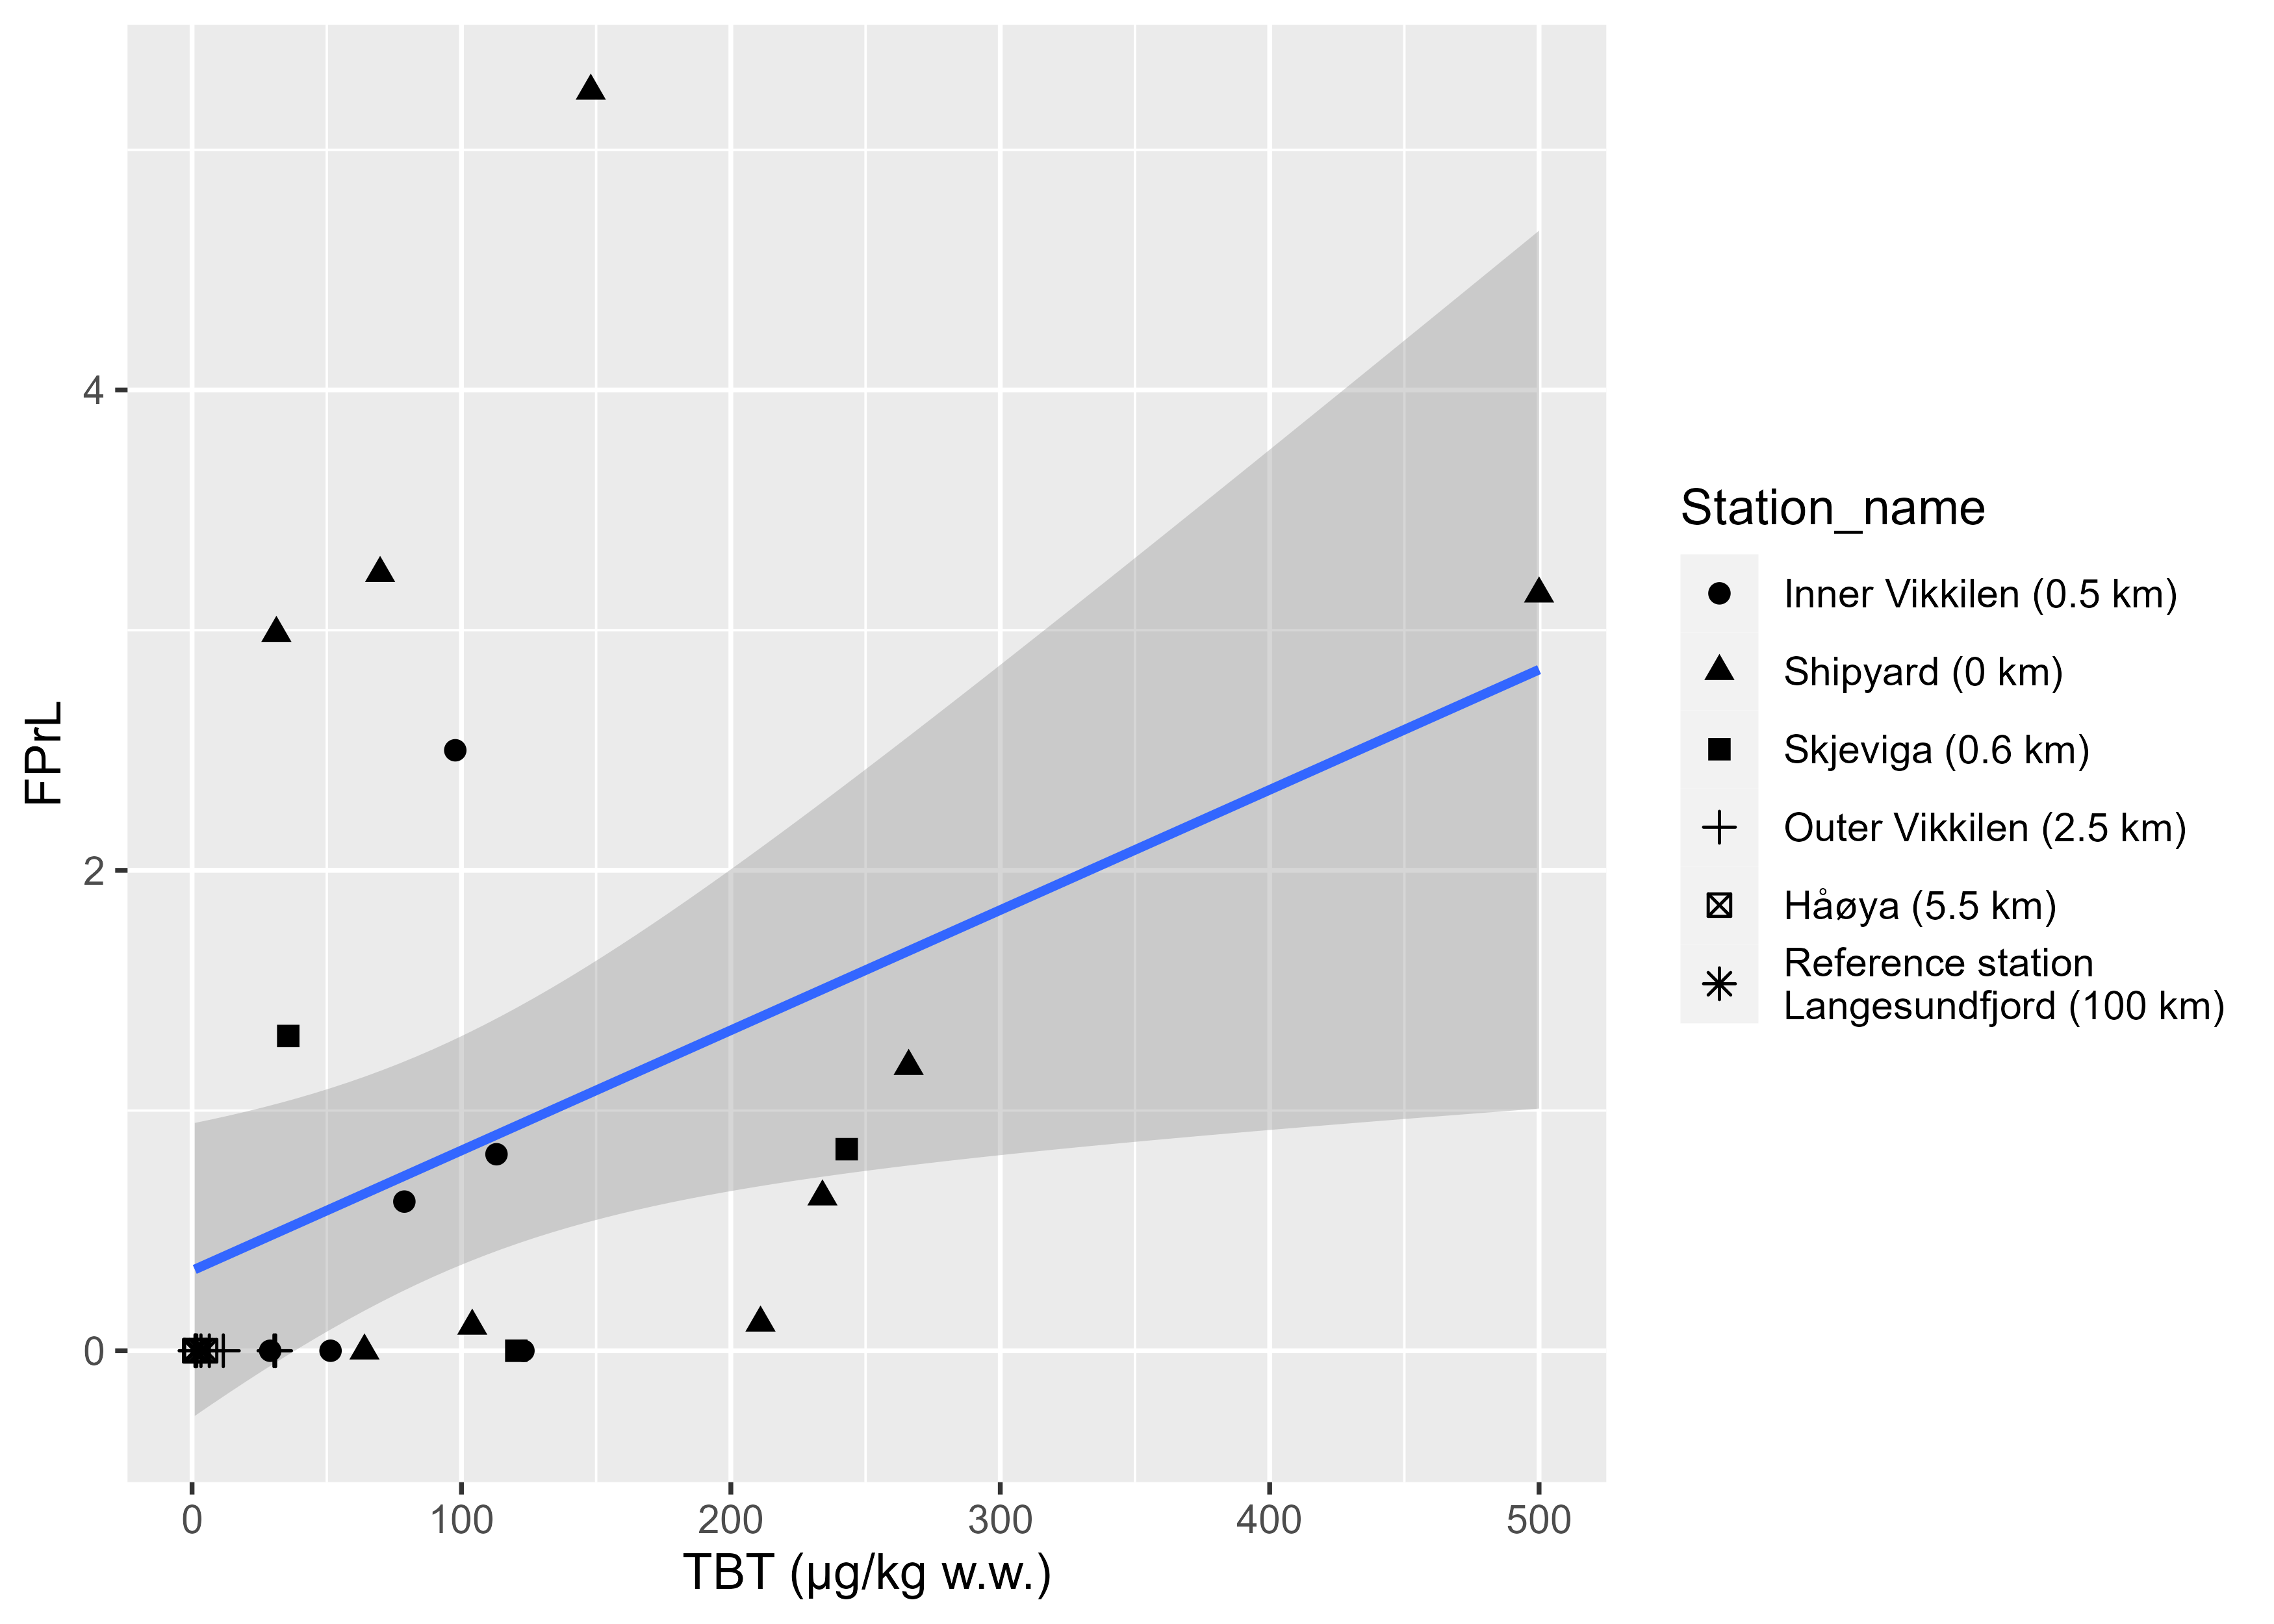 4
2
0
FPrL
0 100 200 300 400 500
TBT (µg/kg w.w.)
Station_name
Inner Vikkilen (0.5 km)
Shipyard (0 km)
Skjeviga (0.6 km)
Outer Vikkilen (2.5 km)
Håøya (5.5 km)
Reference station
Langesundfjord (100 km)